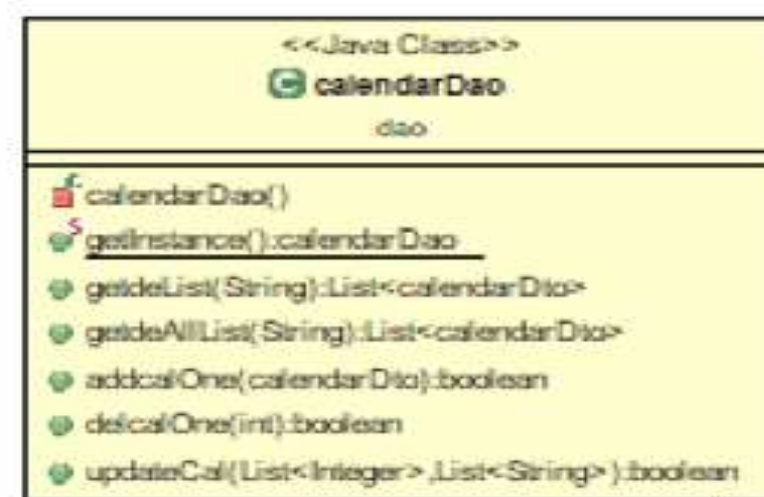 <<Java Class>>
C calendarDao
dao
C calendarDao()
S getInstance():calendarDao
getdeList(String):List<calendarDto>
getdeAllList(String):List<calendarDto>
addcalOne(calendarDto):boolean
delcalOne(int):boolean
updateCal(List<Integer>,List<String>):boolean